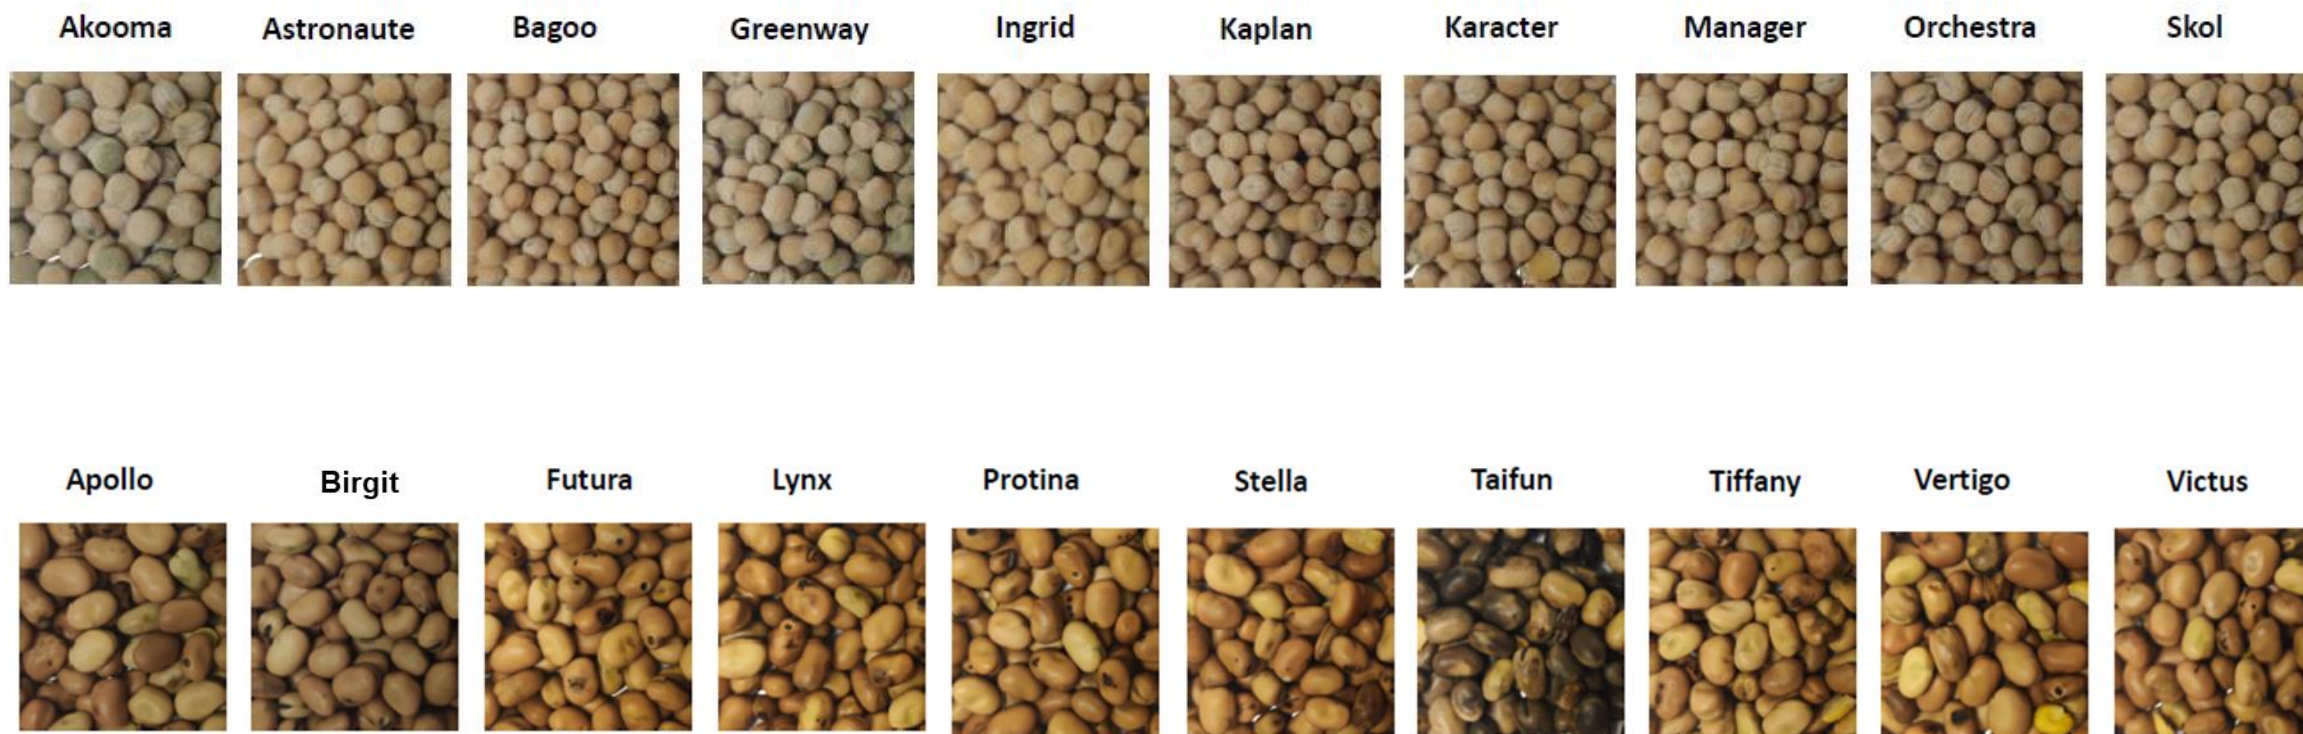 Akooma Astronaute Bagoo Greenway Ingrid Kaplan Karacter Manager Orchestra Skol
Apollo Birgit Futura Lynx Protina Stella Taifun Tiffany Vertigo Victus